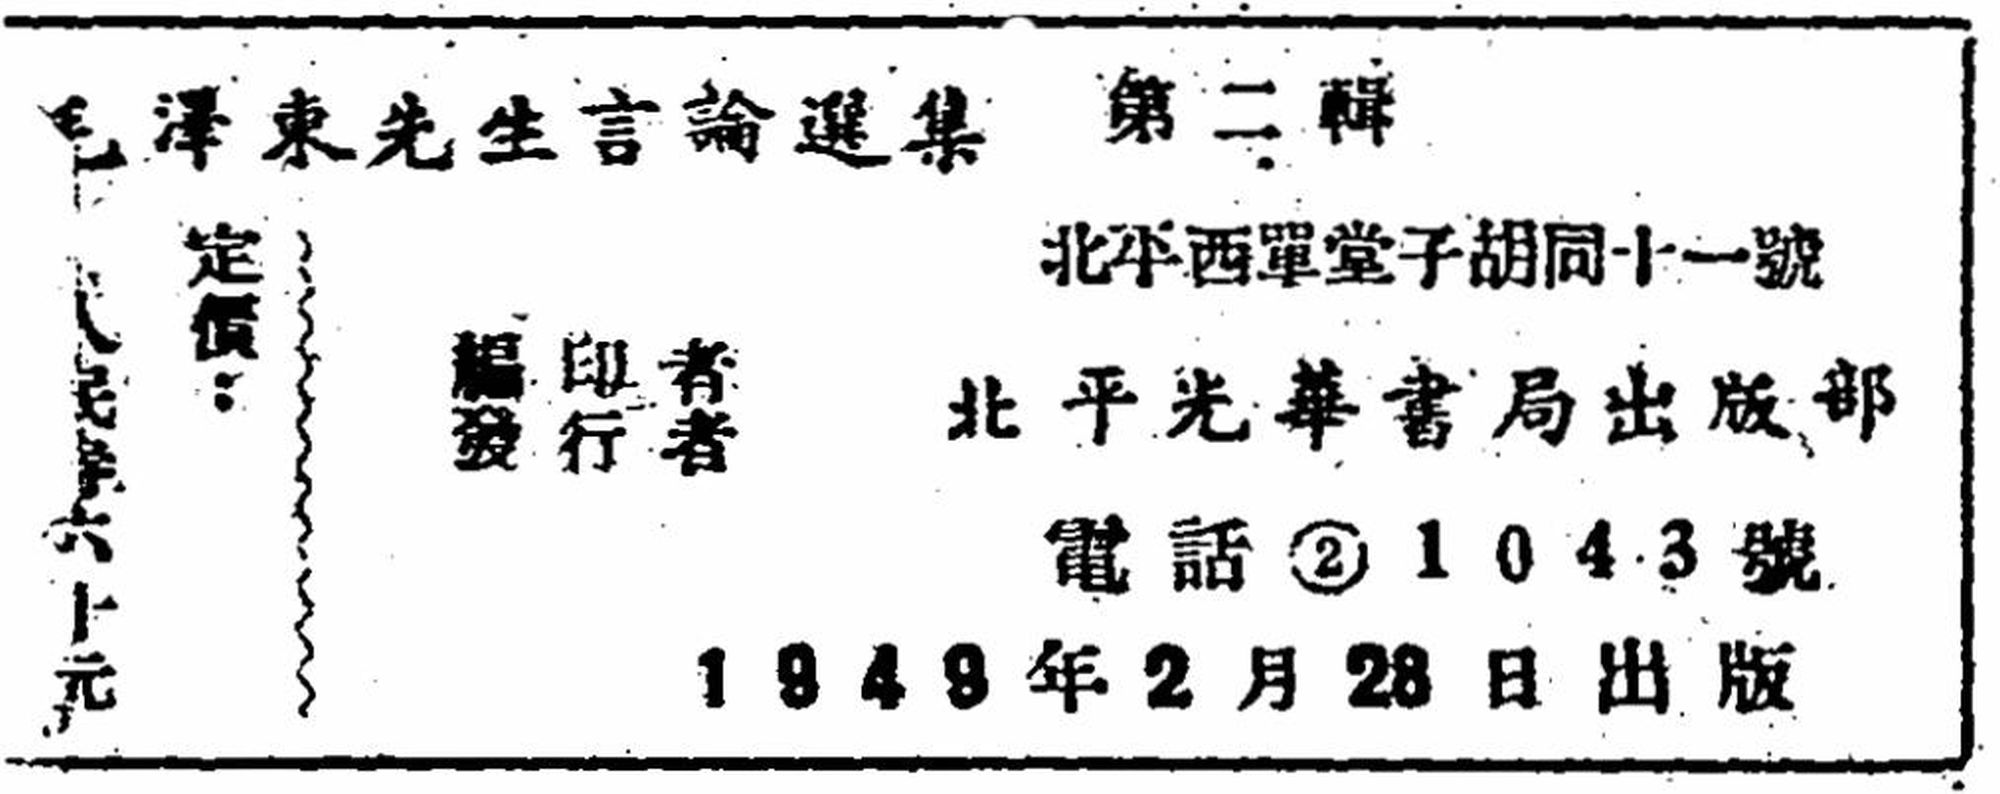 毛澤東先生言論選集 第二輯
定價：
人民幣六十元
編印者
發行者
北平西單堂子胡同十一號
北平光華書局出版部
電話②1043號
1949年2月28日出版